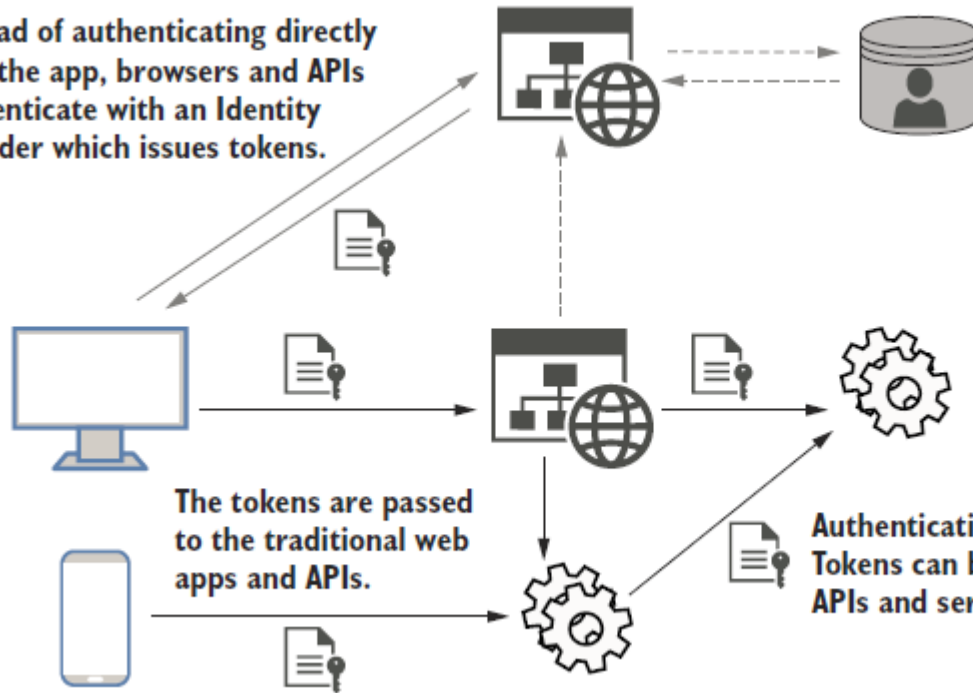 ad of authenticating directly
the app, browsers and APIs
enticate with an Identity
der which issues tokens.
The tokens are passed
to the traditional web
apps and APIs.
Authenticati
Tokens can b
APIs and ser